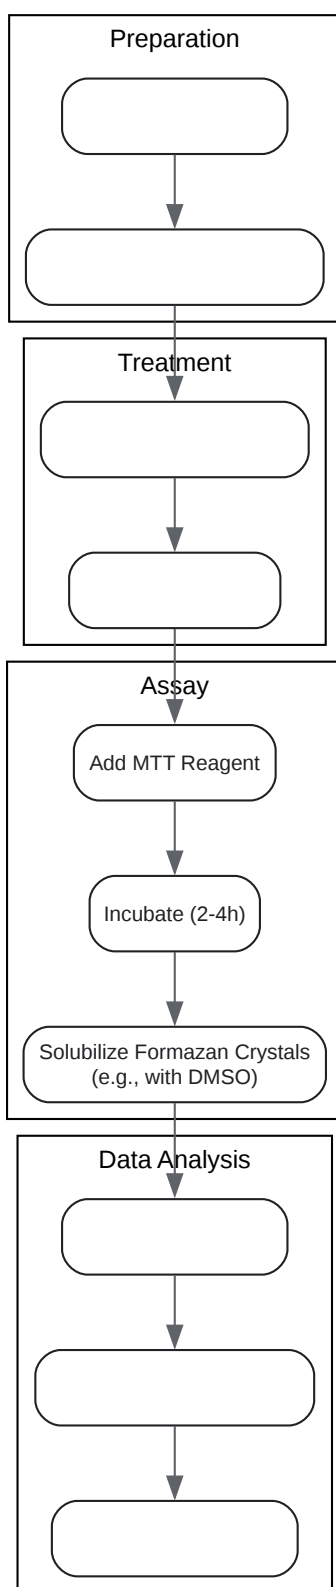 Preparation
Treatment
Assay
Add MTT Reagent
Incubate (2-4h)
Solubilize Formazan Crystals
(e.g., with DMSO)
Data Analysis